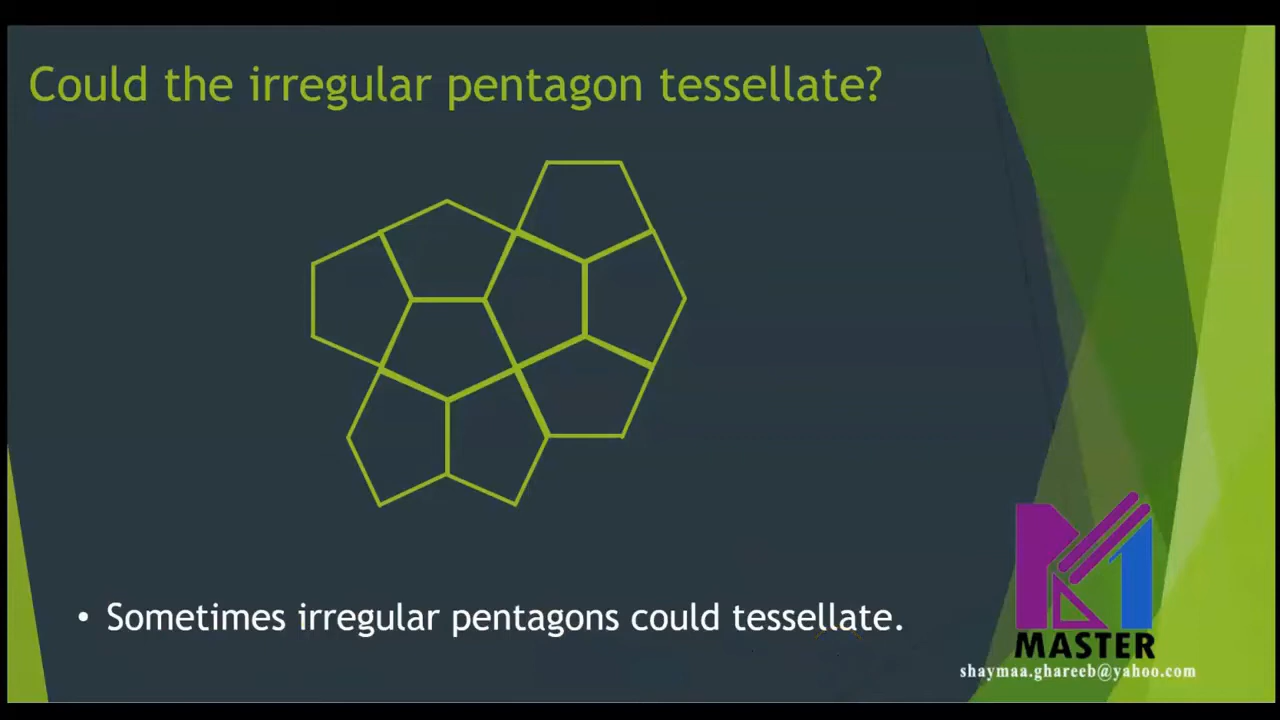 Could the irregular pentagon tessellate?
• Sometimes irregular pentagons could tessellate.
MASTER
shaymaa.ghareeb@yahoo.com